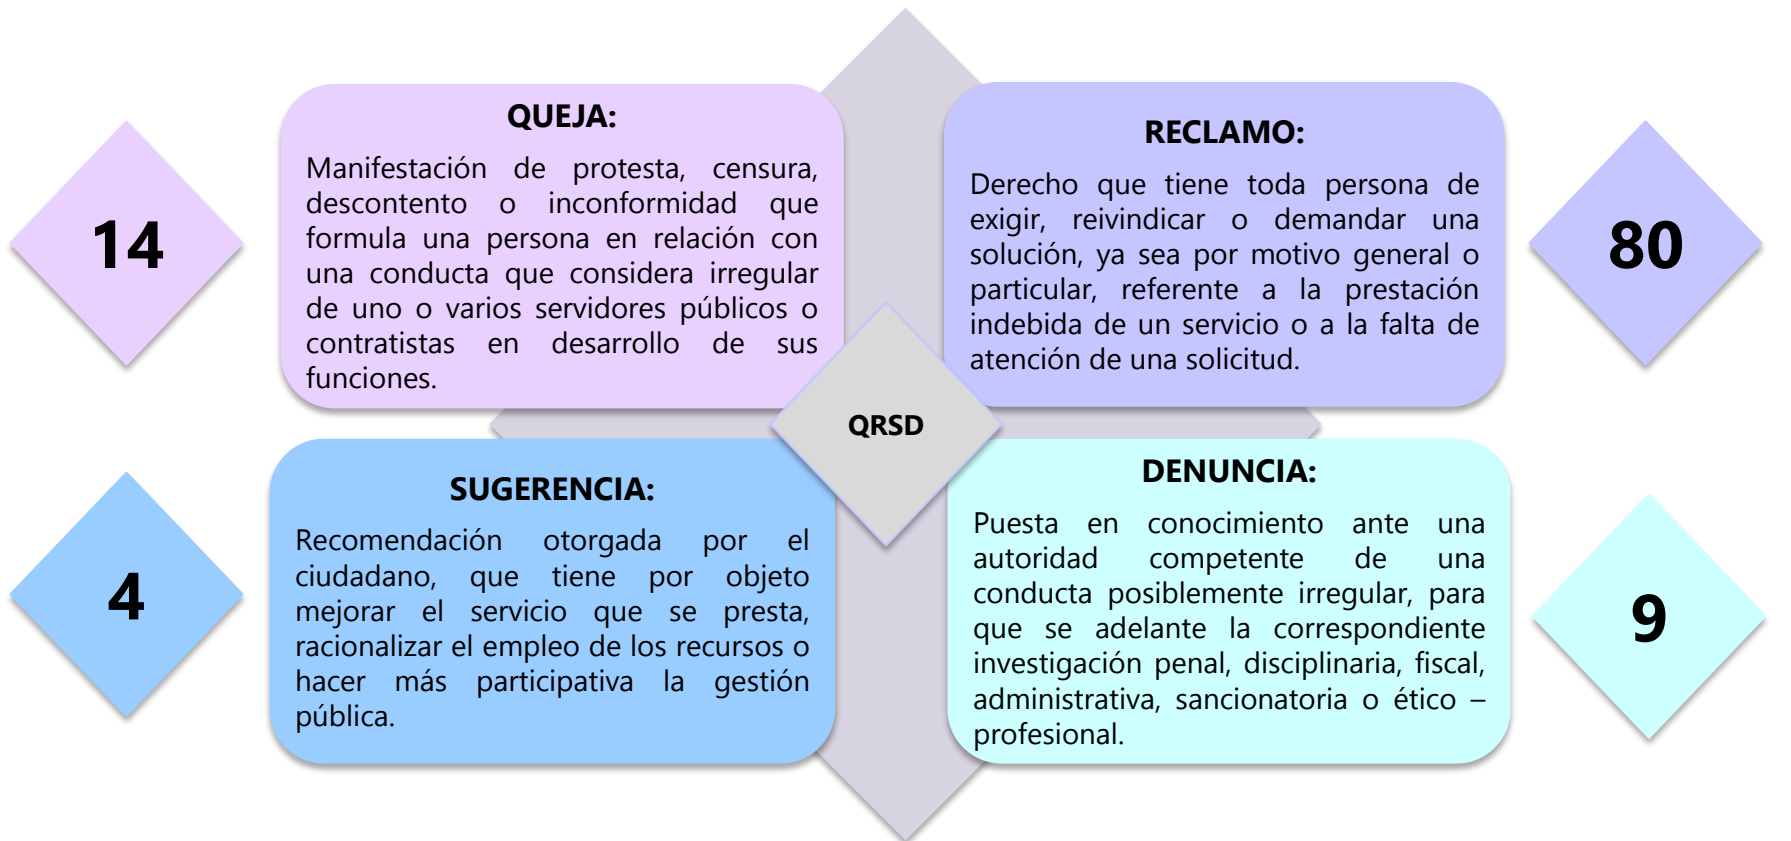 14
QUEJA:
Manifestación de protesta, censura,
descontento o inconformidad que
formula una persona en relación con
una conducta que considera irregular
de uno o varios servidores públicos o
contratistas en desarrollo de sus
funciones.
RECLAMO:
Derecho que tiene toda persona de
exigir, reivindicar o demandar una
solución, ya sea por motivo general o
particular, referente a la prestación
indebida de un servicio o a la falta de
atención de una solicitud.
80
QRSD
4
SUGERENCIA:
Recomendación otorgada por el
ciudadano, que tiene por objeto
mejorar el servicio que se presta,
racionalizar el empleo de los recursos o
hacer más participativa la gestión
pública.
DENUNCIA:
Puesta en conocimiento ante una
autoridad competente de una
conducta posiblemente irregular, para
que se adelante la correspondiente
investigación penal, disciplinaria, fiscal,
administrativa, sancionatoria o ético –
profesional.
9